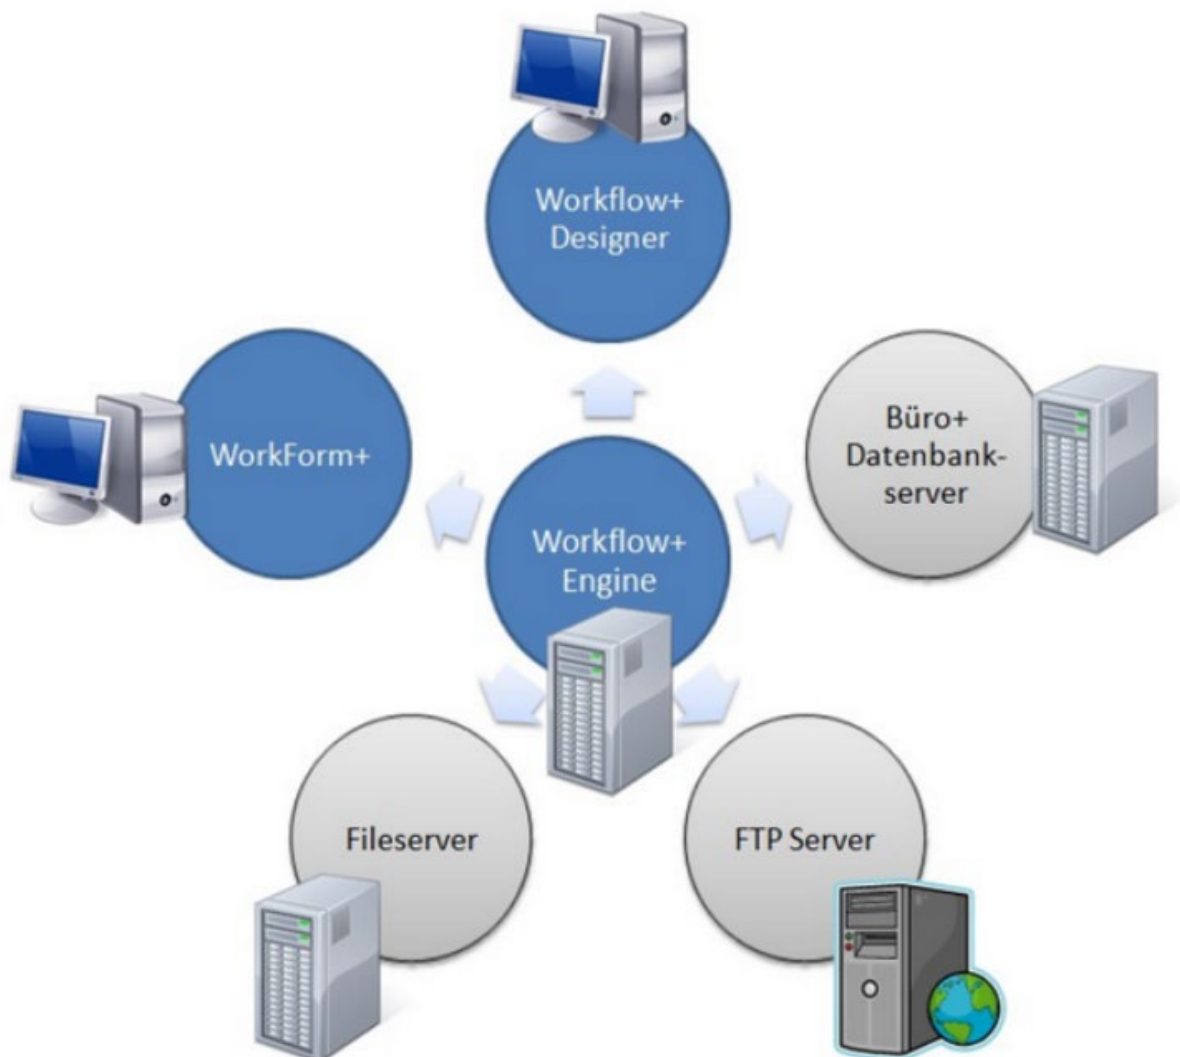 Workflow+
Designer
WorkForm+
Büro+
Datenbank-
server
Workflow+
Engine
Fileserver
FTP Server